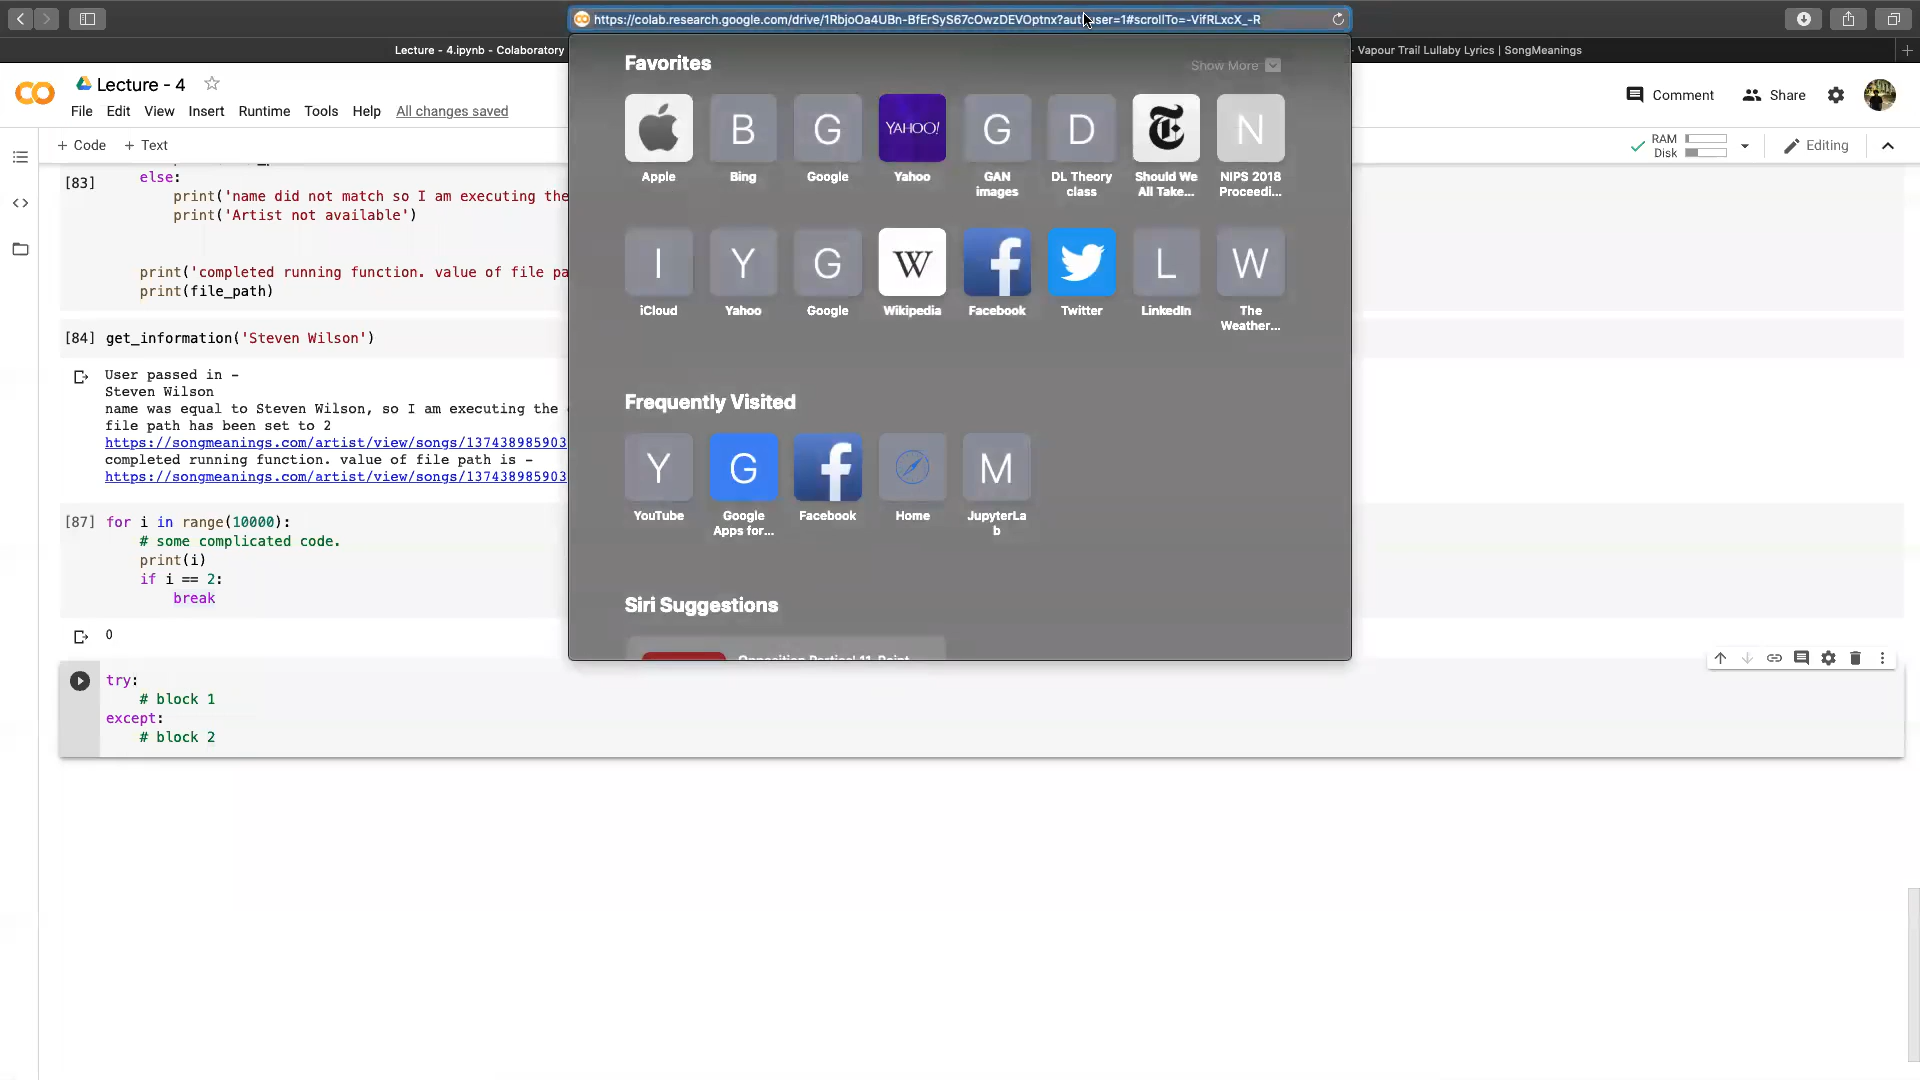 https://colab.research.google.com/drive/1RbjoOa4UBn-BfErSyS67cOwzDEVOptnx?aut user=1#scrollTo=-VifRLxcX_-R
Lecture - 4.ipynb - Colaboratory
- Vapour Trail Lullaby Lyrics | SongMeanings
CO
Lecture - 4
File Edit View Insert Runtime Tools Help All changes saved
Comment
Share
+ Code + Text
RAM
Disk
Editing
[83]
else:
print('name did not match so I am executing the
print('Artist not available')
print('completed running function. value of file pa
print(file_path)
[84] get_information('Steven Wilson')
User passed in -
Steven Wilson
name was equal to Steven Wilson, so I am executing the
file path has been set to 2
https://songmeanings.com/artist/view/songs/137438985903
completed running function. value of file path is -
https://songmeanings.com/artist/view/songs/137438985903
[87] for i in range(10000):
# some complicated code.
print(i)
if i == 2:
break
0
try:
# block 1
except:
# block 2
Favorites
Show More
B G YAHOO! G D T N
Apple Bing Google Yahoo GAN images DL Theory class Should We All Take... NIPS 2018 Proceedi...
I Y G W f L W
iCloud Yahoo Google Wikipedia Facebook Twitter LinkedIn The Weather...
Frequently Visited
Y G f M
YouTube Google Apps for... Facebook Home JupyterLab
Siri Suggestions
Opposition Parties' 11-Point